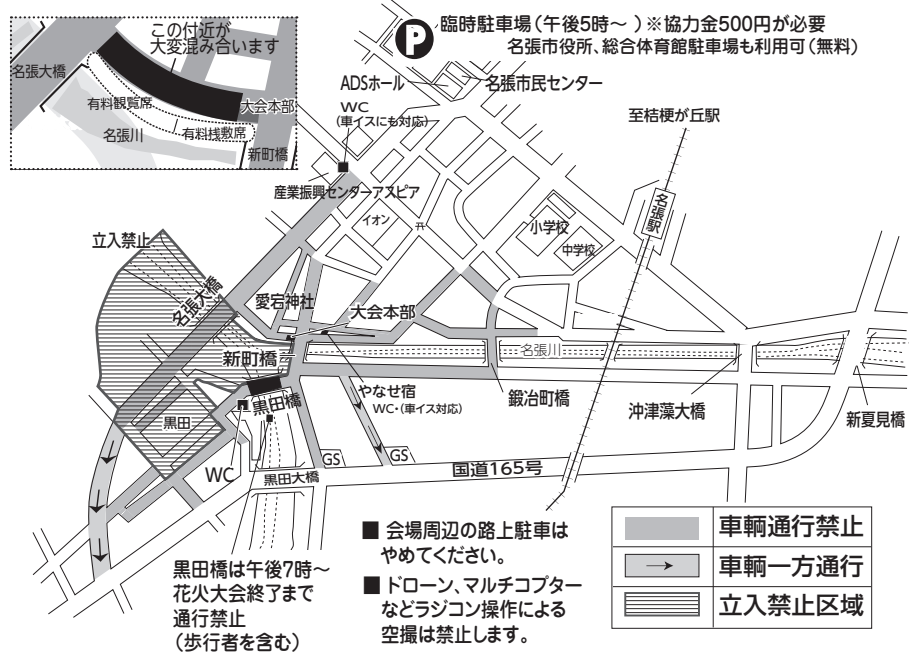 この付近が
大変混み合います
名張大橋
有料観覧席
大会本部
名張川
有料桟敷席
新町橋
P
臨時駐車場(午後5時~ )※協力金500円が必要
名張市役所、総合体育館駐車場も利用可(無料)
ADSホール
名張市民センター
WC
(車イスにも対応)
至桔梗が丘駅
産業振興センターアスピア
イオン
小学校
中学校
名張駅
立入禁止
名張大橋
愛宕神社
大会本部
新町橋
名張川
やなせ宿
WC・(車イス対応)
鍛冶町橋
沖津藻大橋
新夏見橋
黒田橋
黒田
WC
GS
GS
黒田大橋
国道165号
黒田橋は午後7時~
花火大会終了まで
通行禁止
(歩行者を含む)
■ 会場周辺の路上駐車は
やめてください。
■ ドローン、マルチコプター
などラジコン操作による
空撮は禁止します。
車輌通行禁止
車輌一方通行
立入禁止区域